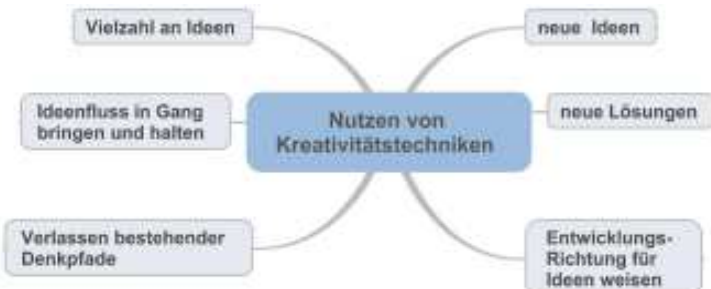 Vielzahl an Ideen
neue Ideen
Ideenfluss in Gang
bringen und halten
Nutzen von
Kreativitätstechniken
neue Lösungen
Verlassen bestehender
Denkpfade
Entwicklungs-
Richtung für
Ideen weisen